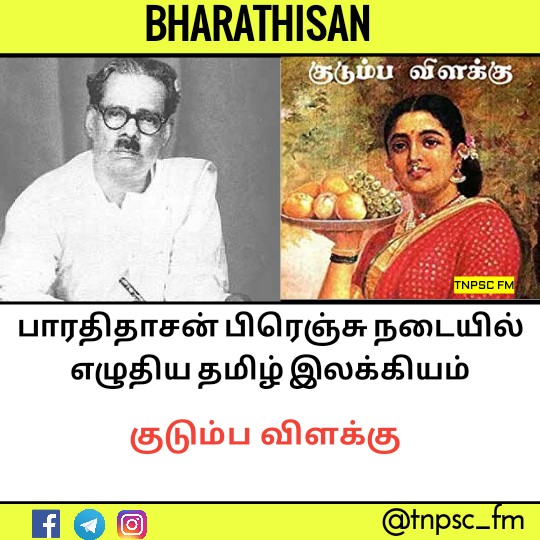 BHARATHISAN
குடும்ப விளக்கு
TNPSC FM
பாரதிதாசன் பிரெஞ்சு நடையில்
எழுதிய தமிழ் இலக்கியம்
குடும்ப விளக்கு
@tnpsc_fm